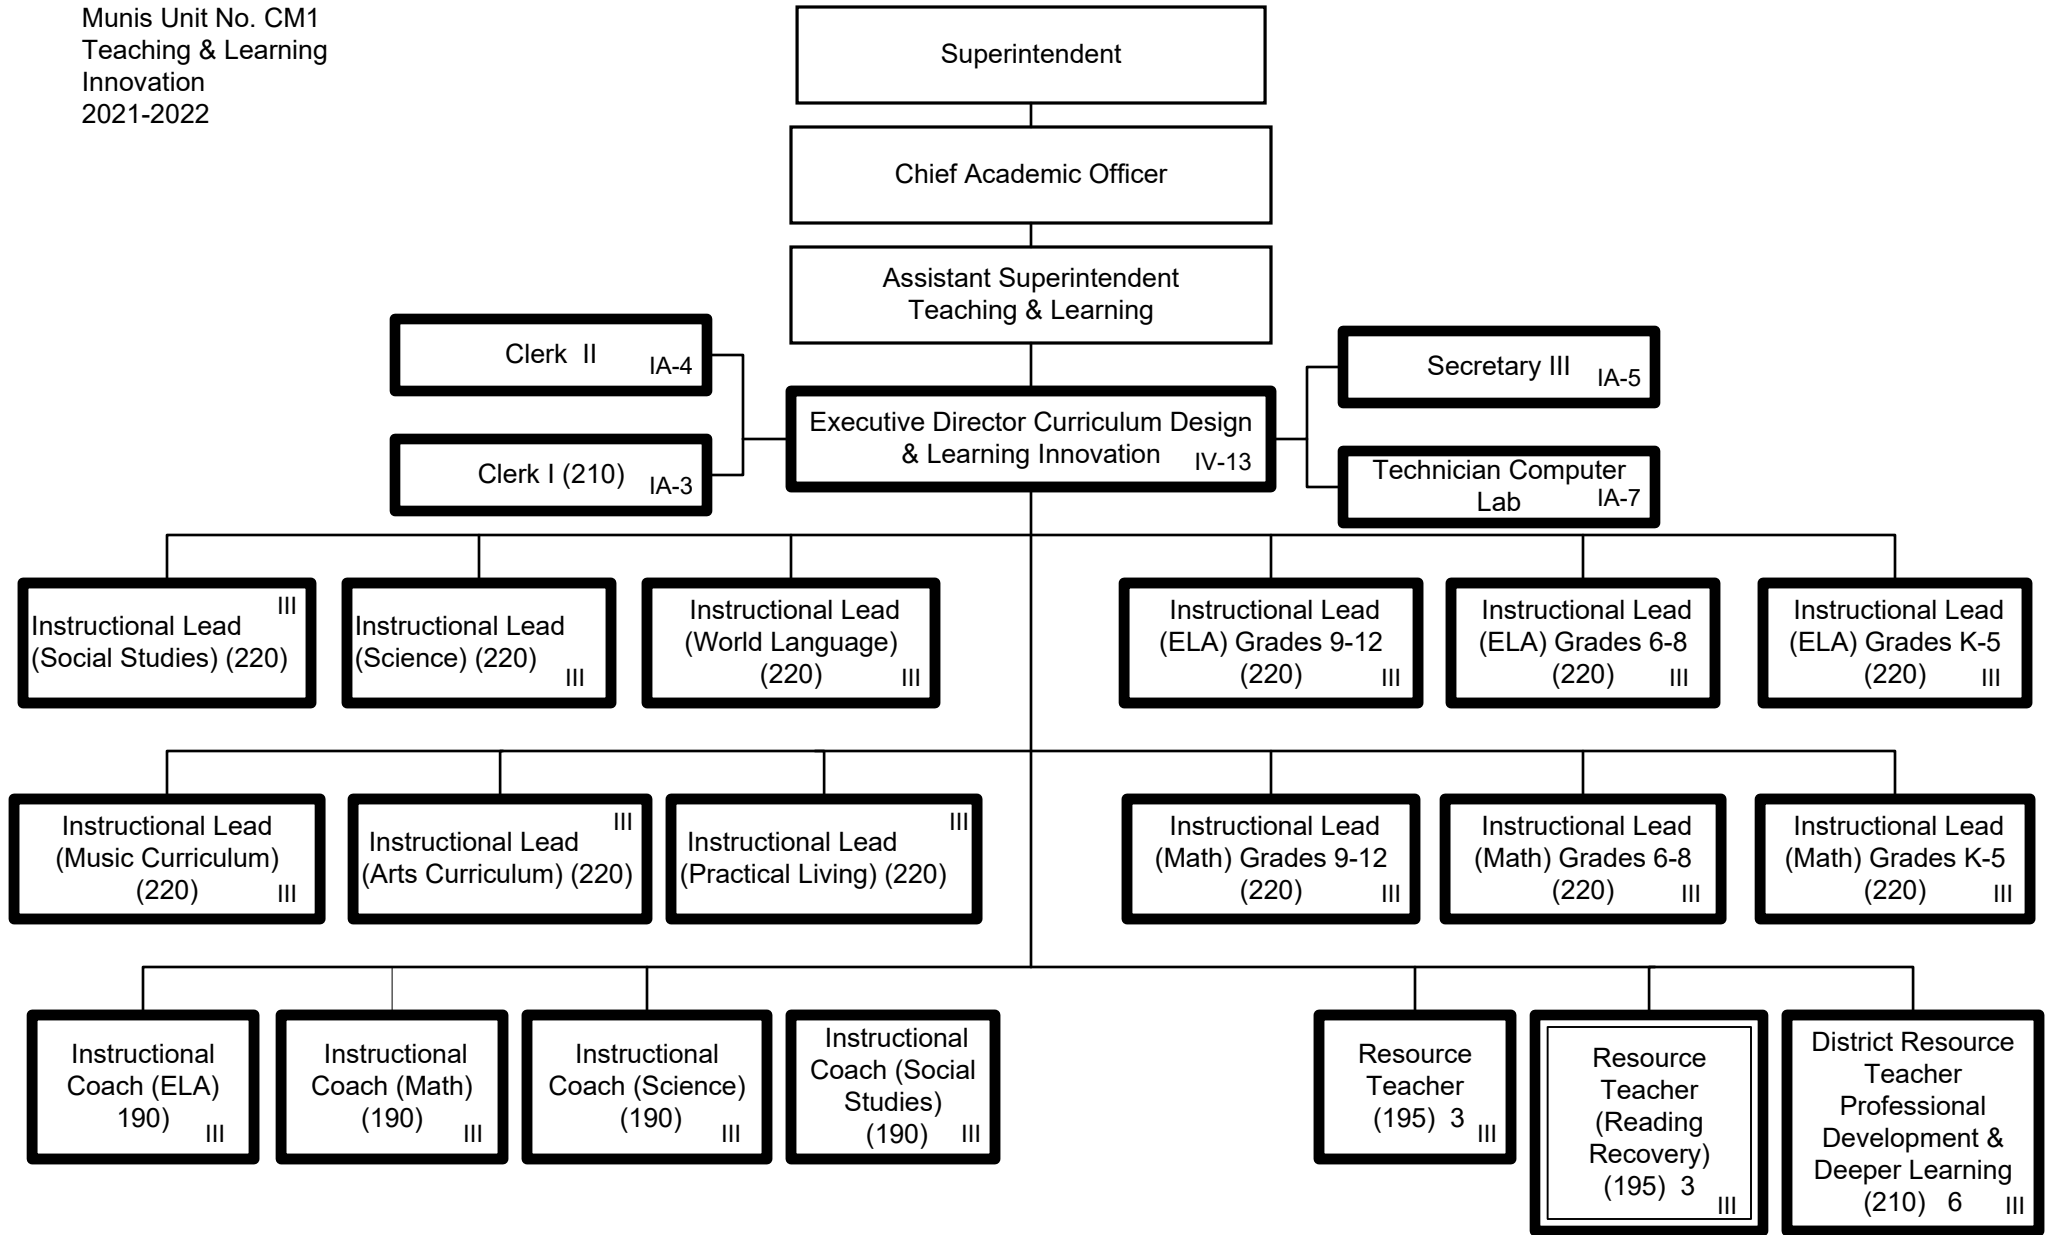 Munis Unit No. CM1
Teaching & Learning
Innovation
2021-2022
Superintendent
Chief Academic Officer
Assistant Superintendent
Teaching & Learning
Clerk  II
IA-4
Secretary III
IA-5
Executive Director Curriculum Design
& Learning Innovation
IV-13
Clerk I (210)
IA-3
Technician Computer
Lab
IA-7
III
Instructional Lead
(Social Studies) (220)
Instructional Lead
(Science) (220)
III
Instructional Lead
(World Language)
(220)
III
Instructional Lead
(ELA) Grades 9-12
(220)
III
Instructional Lead
(ELA) Grades 6-8
(220)
III
Instructional Lead
(ELA) Grades K-5
(220)
III
Instructional Lead
(Music Curriculum)
(220)
III
III
Instructional Lead
(Arts Curriculum) (220)
III
Instructional Lead
(Practical Living) (220)
Instructional Lead
(Math) Grades 9-12
(220)
III
Instructional Lead
(Math) Grades 6-8
(220)
III
Instructional Lead
(Math) Grades K-5
(220)
III
Instructional
Coach (ELA)
190)
III
Instructional
Coach (Math)
(190)
III
Instructional
Coach (Science)
(190)
III
Instructional
Coach (Social
Studies)
(190)
III
Resource
Teacher
(195)  3
III
Resource
Teacher
(Reading
Recovery)
(195)  3
III
District Resource
Teacher
Professional
Development &
Deeper Learning
(210)   6
III